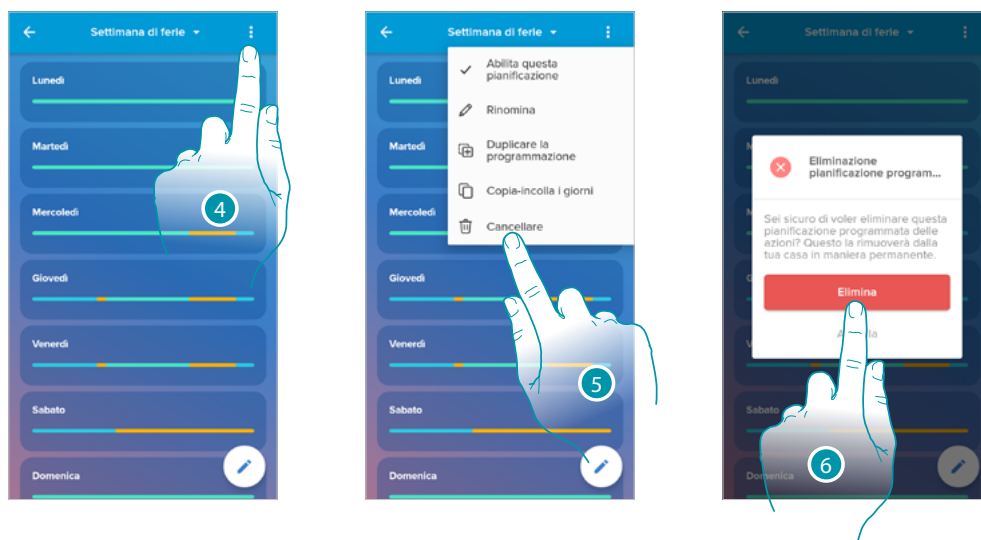 Settimana di ferie
Lunedì
Martedì
Mercoledì
Giovedì
Venerdì
Sabato
Domenica
4
Settimana di ferie
Abilita questa
pianificazione
Rinomina
Duplicare la
programmazione
Copia-incolla i giorni
Cancellare
Lunedì
Martedì
Mercoledì
Giovedì
Venerdì
Sabato
Domenica
5
Settimana di ferie
Lunedì
Eliminazione
pianificazione program...
Sei sicuro di voler eliminare questa
pianificazione programmata delle
azioni? Questo la rimuoverà dalla
tua casa in maniera permanente.
Elimina
Sabato
Domenica
6